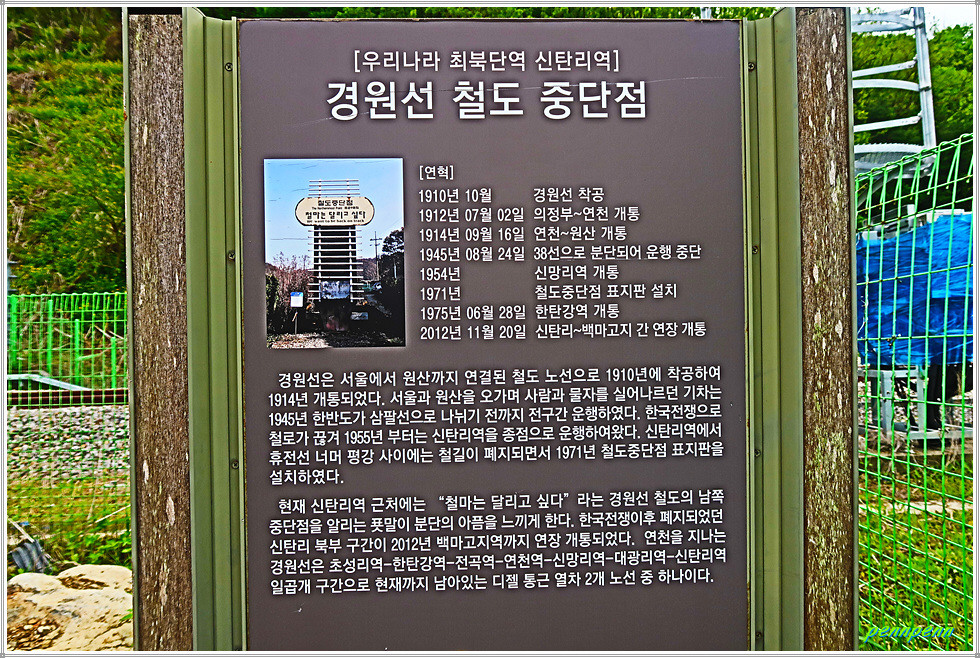 [우리나라 최북단역 신탄리역]
경원선 철도 중단점
철도중단점
철마는 달리고 싶다
[연혁]
1910년 10월 경원선 착공
1912년 07월 02일 의정부~연천 개통
1914년 09월 16일 연천~원산 개통
1945년 08월 24일 38선으로 분단되어 운행 중단
1954년 신망리역 개통
1971년 철도중단점 표지판 설치
1975년 06월 28일 한탄강역 개통
2012년 11월 20일 신탄리~백마고지 간 연장 개통
경원선은 서울에서 원산까지 연결된 철도 노선으로 1910년에 착공하여
1914년 개통되었다. 서울과 원산을 오가며 사람과 물자를 실어나르던 기차는
1945년 한반도가 삼팔선으로 나뉘기 전까지 전구간 운행하였다. 한국전쟁으로
철로가 끊겨 1955년 부터는 신탄리역을 종점으로 운행하여왔다. 신탄리역에서
휴전선 너머 평강 사이에는 철길이 폐지되면서 1971년 철도중단점 표지판을
설치하였다.
현재 신탄리역 근처에는 “철마는 달리고 싶다” 라는 경원선 철도의 남쪽
중단점을 알리는 푯말이 분단의 아픔을 느끼게 한다. 한국전쟁이후 폐지되었던
신탄리 북부 구간이 2012년 백마고지역까지 연장 개통되었다. 연천을 지나는
경원선은 초성리역-한탄강역-전곡역-연천역-신망리역-대광리역-신탄리역
일곱개 구간으로 현재까지 남아있는 디젤 통근 열차 2개 노선 중 하나이다.
pennpenn